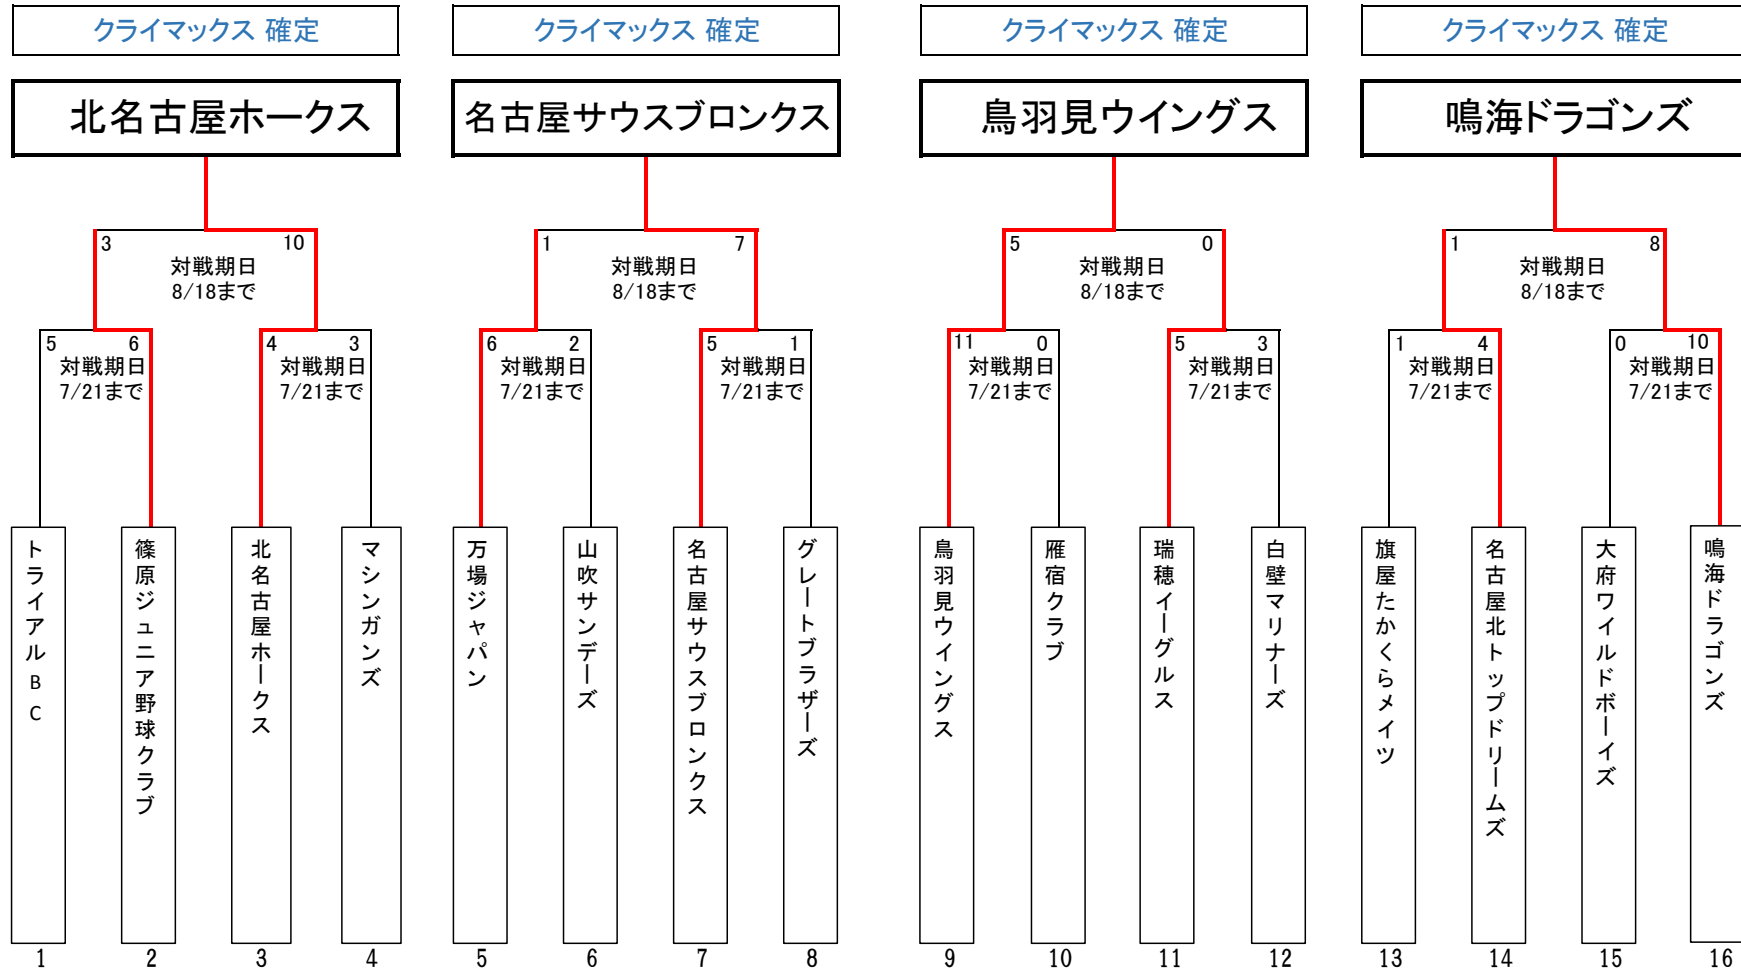 クライマックス 確定
クライマックス 確定
クライマックス 確定
クライマックス 確定
北名古屋ホークス
名古屋サウスブロンクス
鳥羽見ウイングス
鳴海ドラゴンズ
3 10
1 7
5 0
1 8
対戦期日
8/18まで
対戦期日
8/18まで
対戦期日
8/18まで
対戦期日
8/18まで
5 6
4 3
6 2
5 1
11 0
5 3
1 4
0 10
対戦期日
7/21まで
対戦期日
7/21まで
対戦期日
7/21まで
対戦期日
7/21まで
対戦期日
7/21まで
対戦期日
7/21まで
対戦期日
7/21まで
対戦期日
7/21まで
トライアルBC
篠原ジュニア野球クラブ
北名古屋ホークス
マシンガンズ
万場ジャパン
山吹サンデーズ
名古屋サウスブロンクス
グレートブラザーズ
鳥羽見ウイングス
雁宿クラブ
瑞穂イーグルス
白壁マリナーズ
旗屋たかくらメイツ
名古屋北トップドリームズ
大府ワイルドボーイズ
鳴海ドラゴンズ
1 2 3 4 5 6 7 8 9 10 11 12 13 14 15 16